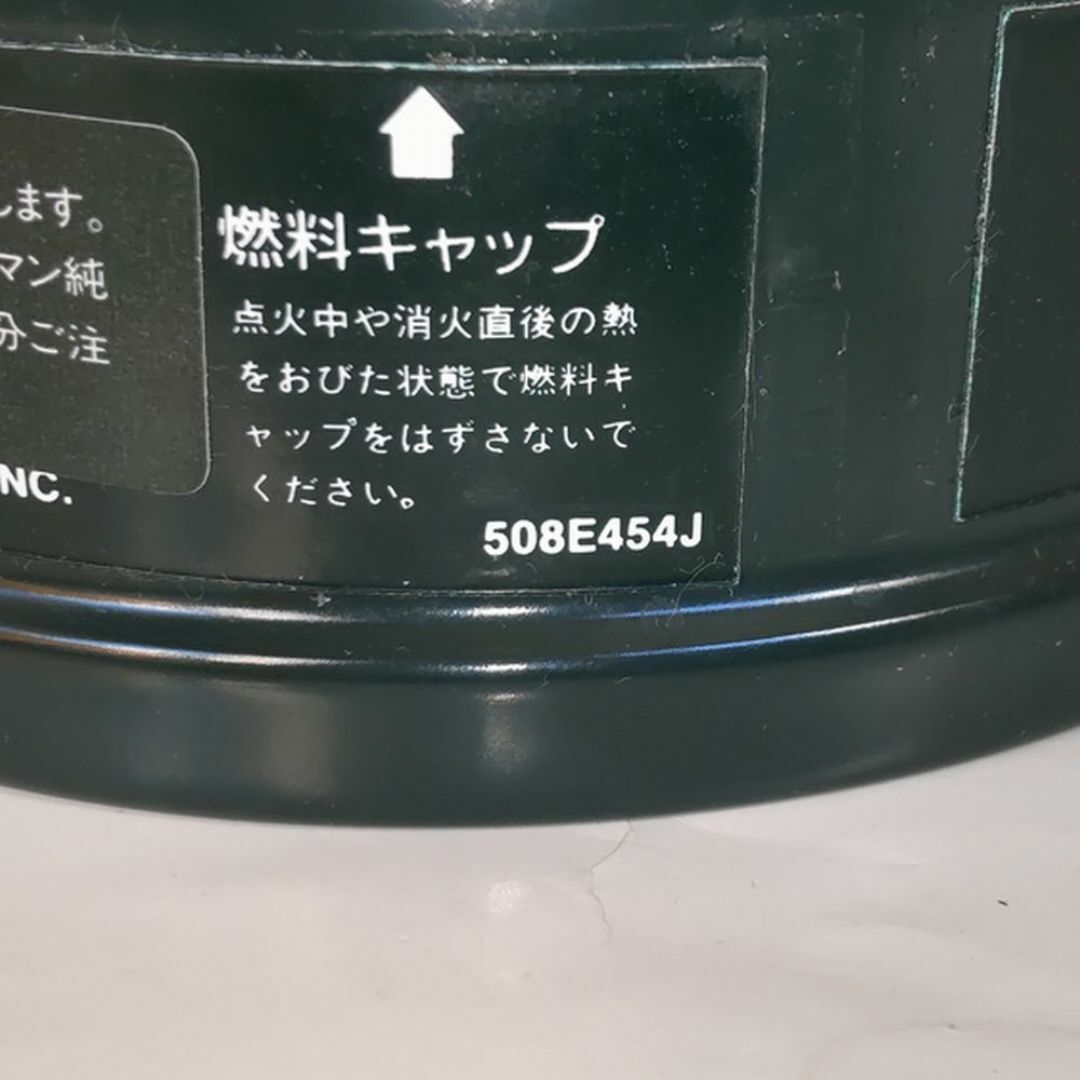 します。
マン純
分ご注
NC.
燃料キャップ
点火中や消火直後の熱
をおびた状態で燃料キ
ャップをはずさないで
ください。
508E454J